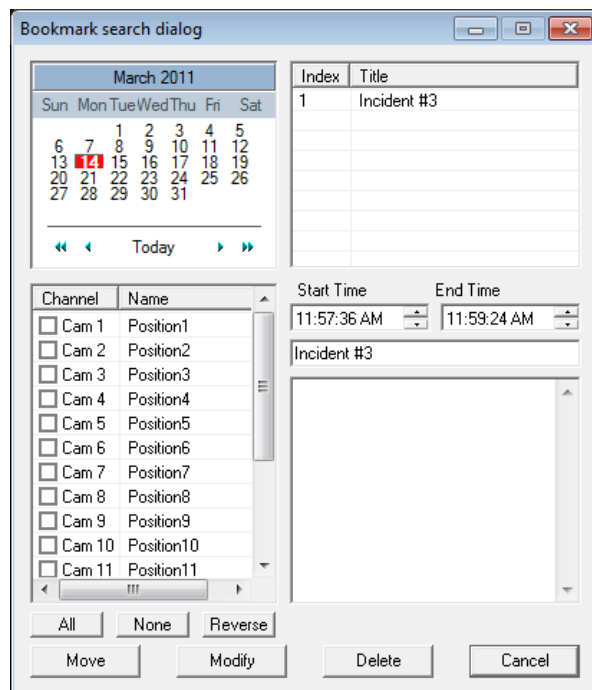 Bookmark search dialog
March 2011
Sun Mon Tue Wed Thu Fri Sat
1 2 3 4 5
6 7 8 9 10 11 12
13 14 15 16 17 18 19
20 21 22 23 24 25 26
27 28 29 30 31
Today
Index Title
1 Incident #3
Channel Name
Cam 1 Position1
Cam 2 Position2
Cam 3 Position3
Cam 4 Position4
Cam 5 Position5
Cam 6 Position6
Cam 7 Position7
Cam 8 Position8
Cam 9 Position9
Cam 10 Position10
Cam 11 Position11
Start Time End Time
11:57:36 AM 11:59:24 AM
Incident #3
All None Reverse
Move Modify Delete Cancel